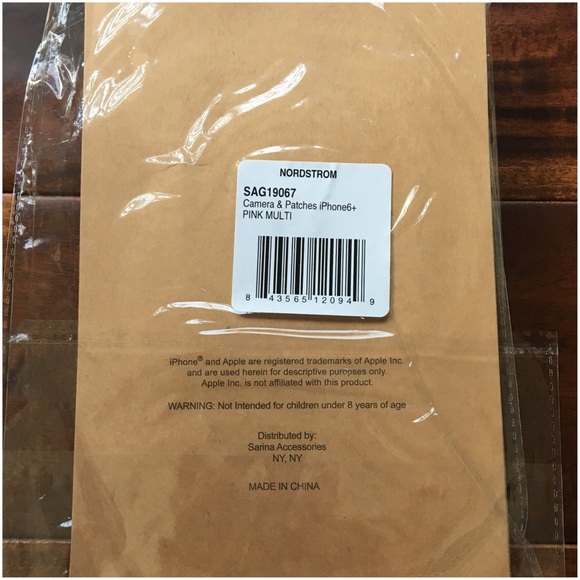 NORDSTROM
SAG19067
Camera & Patches iPhone6+
PINK MULTI
8 43565 12094 9
iPhone® and Apple are registered trademarks of Apple Inc.
and are used herein for descriptive puropses only.
Apple Inc. is not affiliated with this product.
WARNING: Not Intended for children under 8 years of age
Distributed by:
Sarina Accessories
NY, NY
MADE IN CHINA